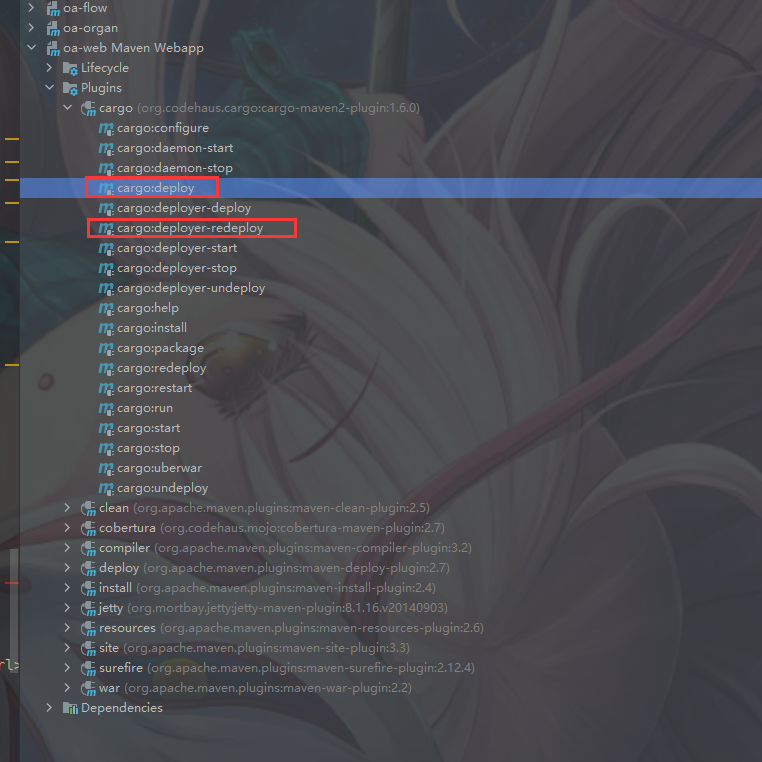 oa-flow
oa-organ
oa-web Maven Webapp
Lifecycle
Plugins
cargo (org.codehaus.cargo:cargo-maven2-plugin:1.6.0)
cargo:configure
cargo:daemon-start
cargo:daemon-stop
cargo:deploy
cargo:deployer-deploy
cargo:deployer-redeploy
cargo:deployer-start
cargo:deployer-stop
cargo:deployer-undeploy
cargo:help
cargo:install
cargo:package
cargo:redeploy
cargo:restart
cargo:run
cargo:start
cargo:stop
cargo:uberwar
cargo:undeploy
clean (org.apache.maven.plugins:maven-clean-plugin:2.5)
cobertura (org.codehaus.mojo:cobertura-maven-plugin:2.7)
compiler (org.apache.maven.plugins:maven-compiler-plugin:3.2)
deploy (org.apache.maven.plugins:maven-deploy-plugin:2.7)
install (org.apache.maven.plugins:maven-install-plugin:2.4)
jetty (org.mortbay.jetty:jetty-maven-plugin:8.1.16.v20140903)
resources (org.apache.maven.plugins:maven-resources-plugin:2.6)
site (org.apache.maven.plugins:maven-site-plugin:3.3)
rl>
surefire (org.apache.maven.plugins:maven-surefire-plugin:2.12.4)
war (org.apache.maven.plugins:maven-war-plugin:2.2)
Dependencies